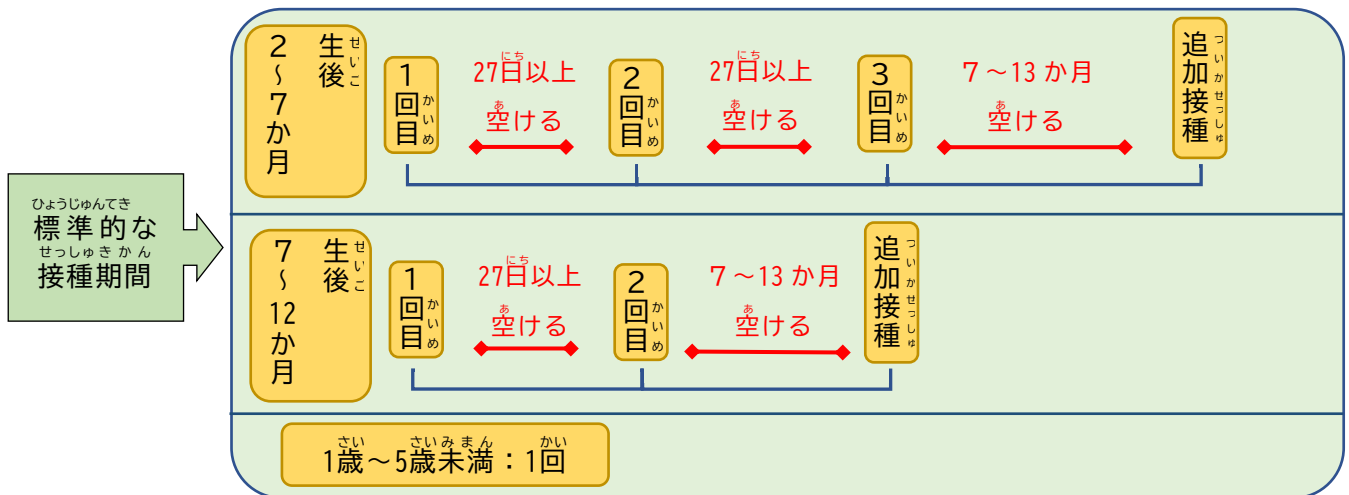 標準的な
ひょうじゅんてき
接種期間
せっしゅきかん
生後
せいご
2～7か月
1回目
かいめ
27日以上
にち
空ける
あ
2回目
かいめ
27日以上
にち
空ける
あ
3回目
かいめ
7～13か月
空ける
あ
追加接種
ついかせっしゅ
生後
せいご
7～12か月
1回目
かいめ
27日以上
にち
空ける
あ
2回目
かいめ
7～13か月
空ける
あ
追加接種
ついかせっしゅ
1歳～5歳未満：1回
さい さいみまん かい